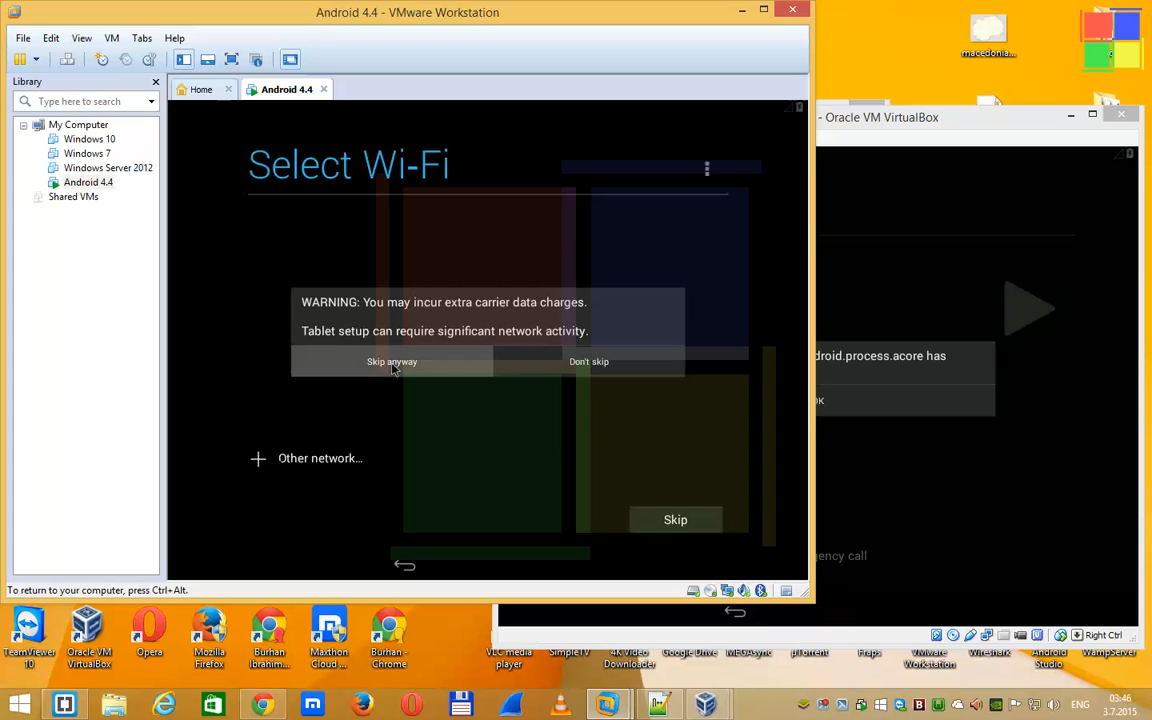 Android 4.4 - VMware Workstation
File Edit View VM Tabs Help
Library
Type here to search
My Computer
Windows 10
Windows 7
Windows Server 2012
Android 4.4
Shared VMs
Home
Android 4.4
Select Wi-Fi
WARNING: You may incur extra carrier data charges.
Tablet setup can require significant network activity.
Skip anyway
Don't skip
Other network...
Skip
To return to your computer, press Ctrl+Alt.
macedonia...
- Oracle VM VirtualBox
droid.process.acore has
OK
gency call
Right Ctrl
TeamViewer
10
Oracle VM
VirtualBox
Opera
Mozilla
Firefox
Burhan
Ibrahim...
Maxthon
Cloud ...
Burhan -
Chrome
VLC media
player
SimpleTV
4K Video
Downloader
Google Drive
MEGAsync
µTorrent
Fraps
VMware
Workstation
Wireshark
Android
Studio
WampServer
ENG
03:46
3.7.2015